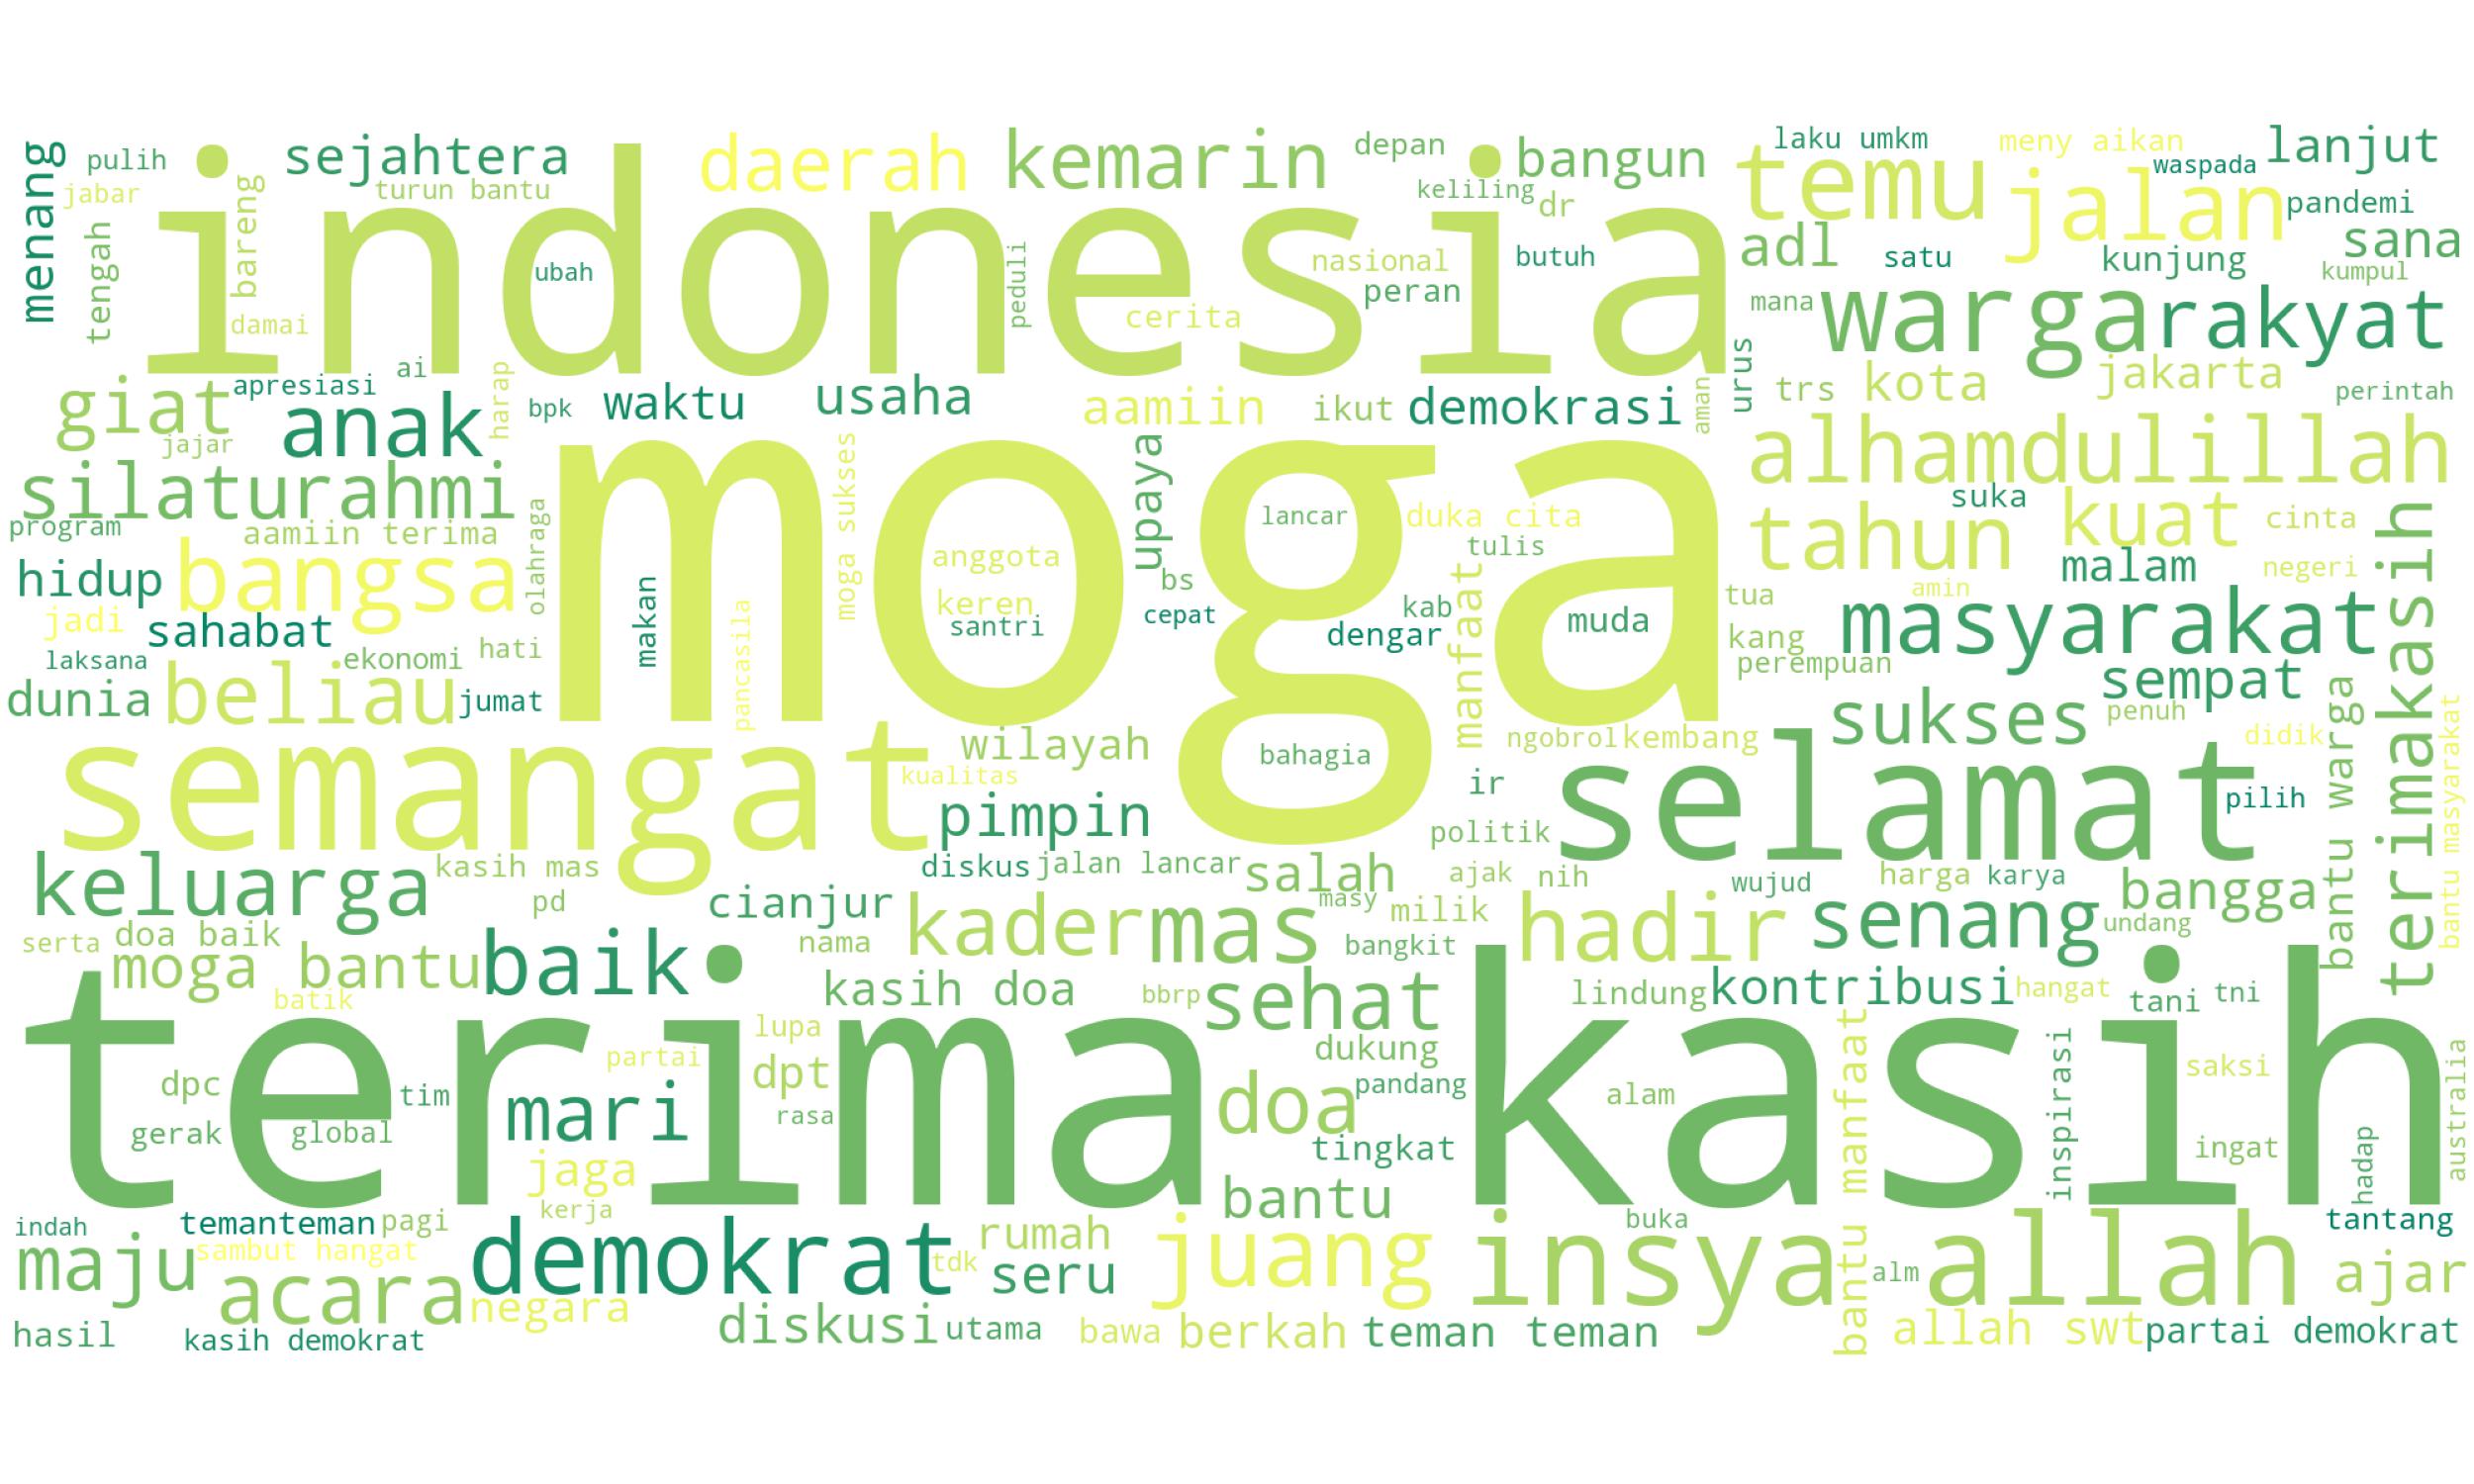 menang
pulih
jabar
tengah
bareng
sejahtera
turun bantu
daerah
kemarin
depan
bangun
keliling
dr
laku umkm
meny aikan
waspada
lanjut
temu
jalan
pandemi
sana
indonesia
damai
ubah
peduli
cerita
nasional
peran
butuh
adl
satu
kunjung
kumpul
mana
warga
rakyat
urus
giat
apresiasi
ai
harap
bpk
waktu
usaha
aamiin
ikut
demokrasi
aman
trs
kota
jakarta
perintah
jajar
anak
silaturahmi
program
aamiin terima
olahraga
moga
moga sukses
upaya
lancar
duka cita
tulis
alhamdulillah
suka
tahun
kuat
cinta
terimakasih
hidup
bangsa
jadi
sahabat
makan
pancasila
anggota
keren
santri
bs
cepat
kab
dengar
manfaat
muda
tua
kang
perempuan
amin
malam
negeri
masyarakat
laksana
ekonomi
hati
dunia
beliau
jumat
sempat
semangat
wilayah
kualitas
bahagia
ngobrol
kembang
sukses
penuh
didik
bantu warga
bantu masyarakat
pimpin
ir
politik
selamat
pilih
keluarga
kasih mas
pd
cianjur
diskus
jalan lancar
salah
ajak
nih
wujud
harga
karya
bangga
serta
doa baik
nama
kader
mas
masy
milik
bangkit
hadir
senang
undang
moga bantu
baik
batik
kasih doa
bbrp
sehat
lindung
kontribusi
hangat
tani
tni
terima kasih
lupa
partai
dpt
dukung
dpc
tim
mari
rasa
doa
pandang
alam
bantu manfaat
inspirasi
saksi
australia
gerak
global
tingkat
ingat
hadap
jaga
kerja
bantu
indah
temanteman
pagi
demokrat
rumah
buka
tantang
maju
sambut hangat
acara
negara
tdk
seru
juang
insya allah
alm
ajar
hasil
kasih demokrat
diskusi
utama
bawa
berkah
teman teman
allah swt
partai demokrat